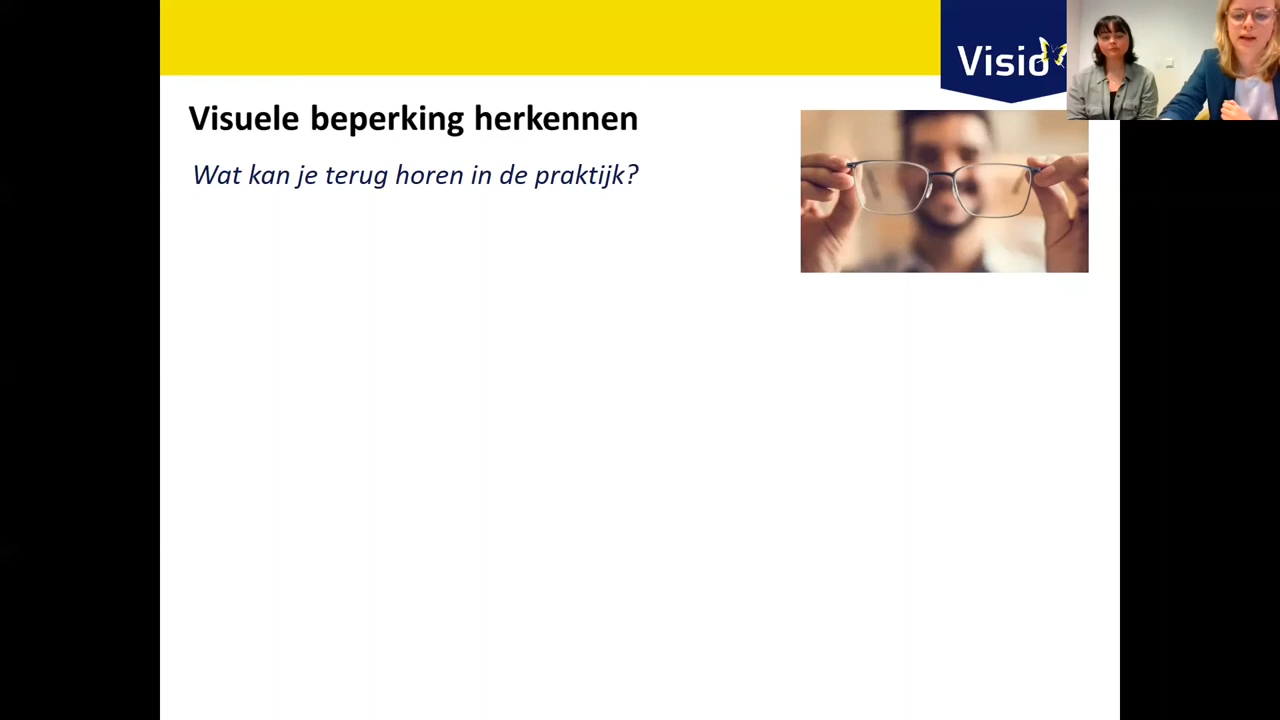 Visio
Visuele beperking herkennen
Wat kan je terug horen in de praktijk?